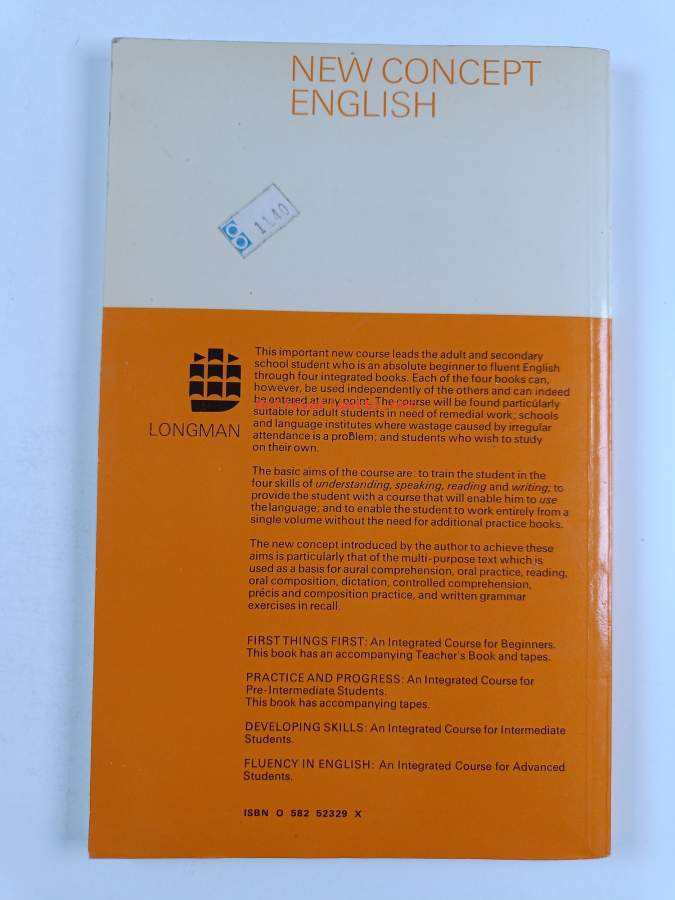 NEW CONCEPT
ENGLISH
11.40
This important new course leads the adult and secondary
school student who is an absolute beginner to fluent English
through four integrated books. Each of the four books can,
however, be used independently of the others and can indeed
be entered at any point. The course will be found particularly
suitable for adult students in need of remedial work; schools
and language institutes where wastage caused by irregular
attendance is a problem; and students who wish to study
on their own.
LONGMAN
The basic aims of the course are: to train the student in the
four skills of understanding, speaking, reading and writing; to
provide the student with a course that will enable him to use
the language; and to enable the student to work entirely from a
single volume without the need for additional practice books.
The new concept introduced by the author to achieve these
aims is particularly that of the multi-purpose text which is
used as a basis for aural comprehension, oral practice, reading,
oral composition, dictation, controlled comprehension,
précis and composition practice, and written grammar
exercises in recall.
FIRST THINGS FIRST: An Integrated Course for Beginners.
This book has an accompanying Teacher's Book and tapes.
PRACTICE AND PROGRESS: An Integrated Course for
Pre-Intermediate Students.
This book has accompanying tapes.
DEVELOPING SKILLS: An Integrated Course for Intermediate
Students.
FLUENCY IN ENGLISH: An Integrated Course for Advanced
Students.
ISBN 0 582 52329 X